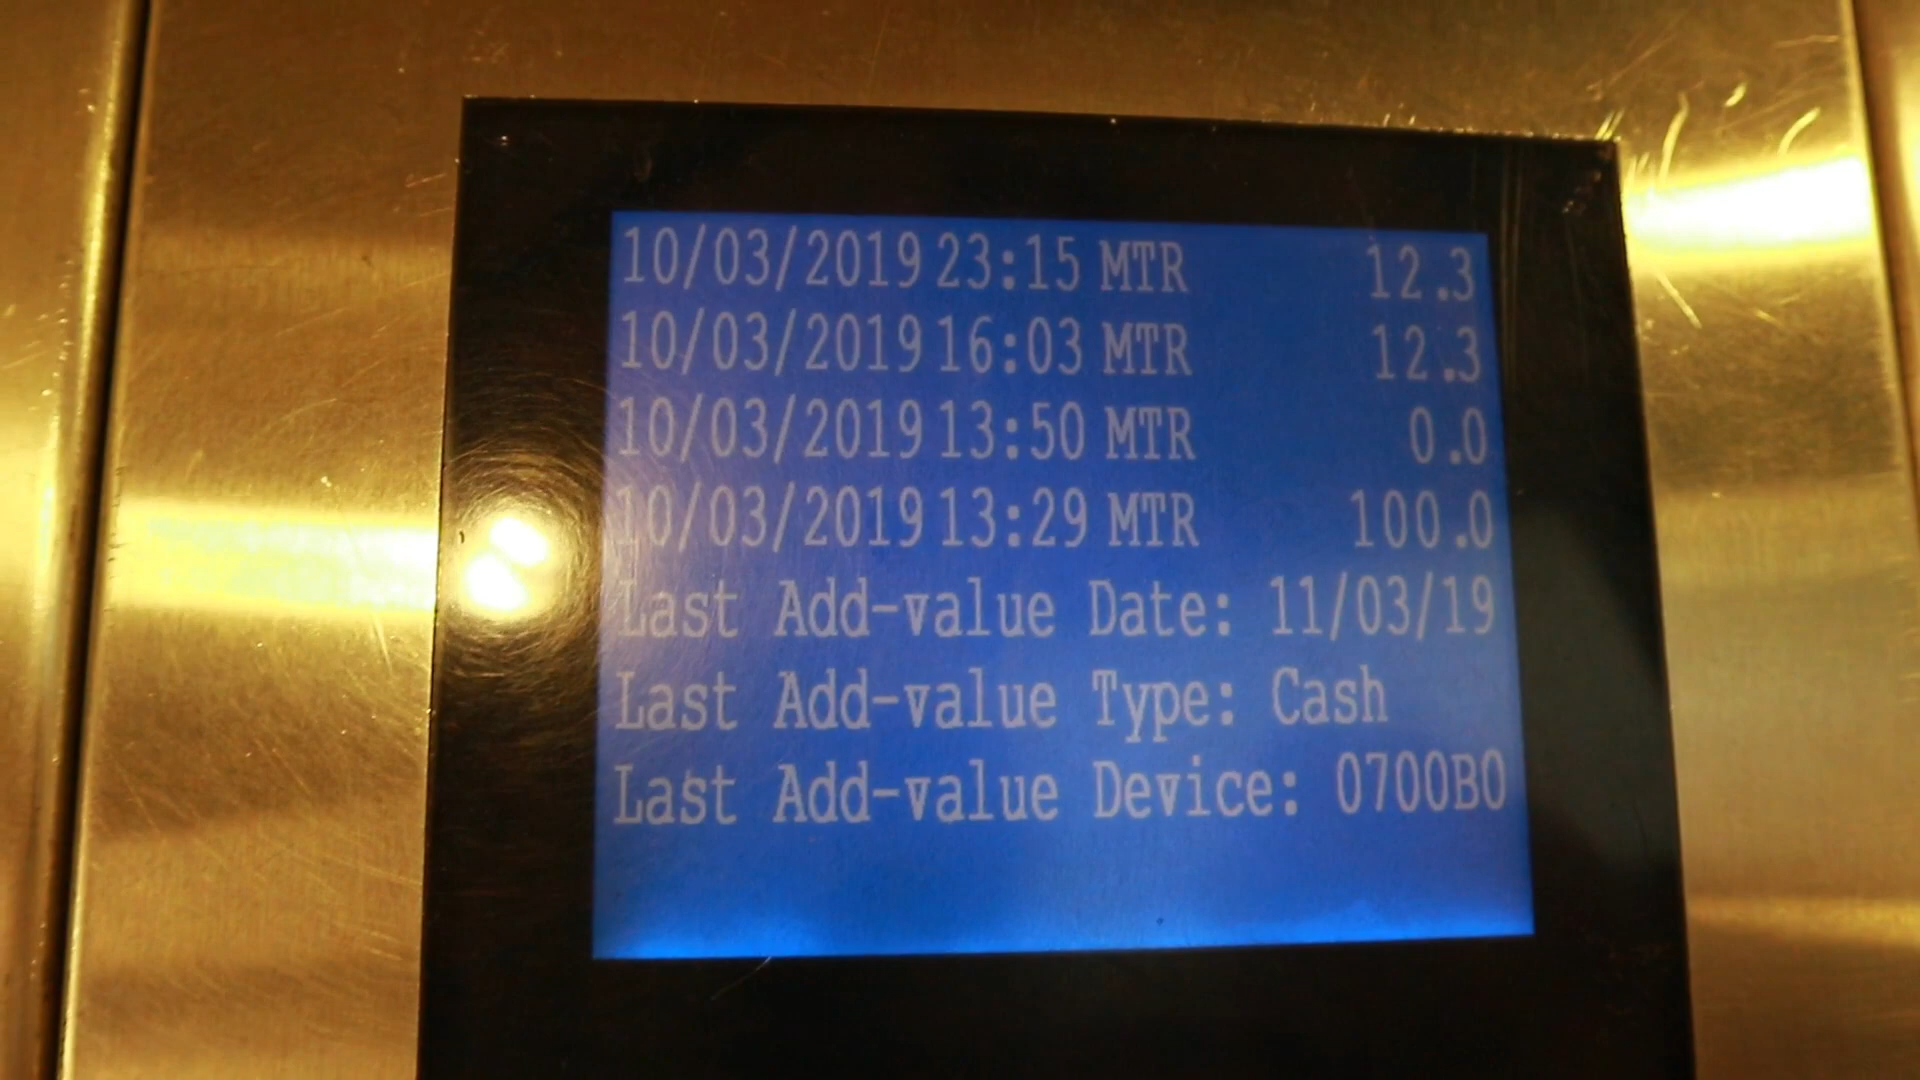 10/03/2019 23:15 MTR 12.3
10/03/2019 16:03 MTR 12.3
10/03/2019 13:50 MTR 0.0
10/03/2019 13:29 MTR 100.0
Last Add-value Date: 11/03/19
Last Add-value Type: Cash
Last Add-value Device: 0700B0